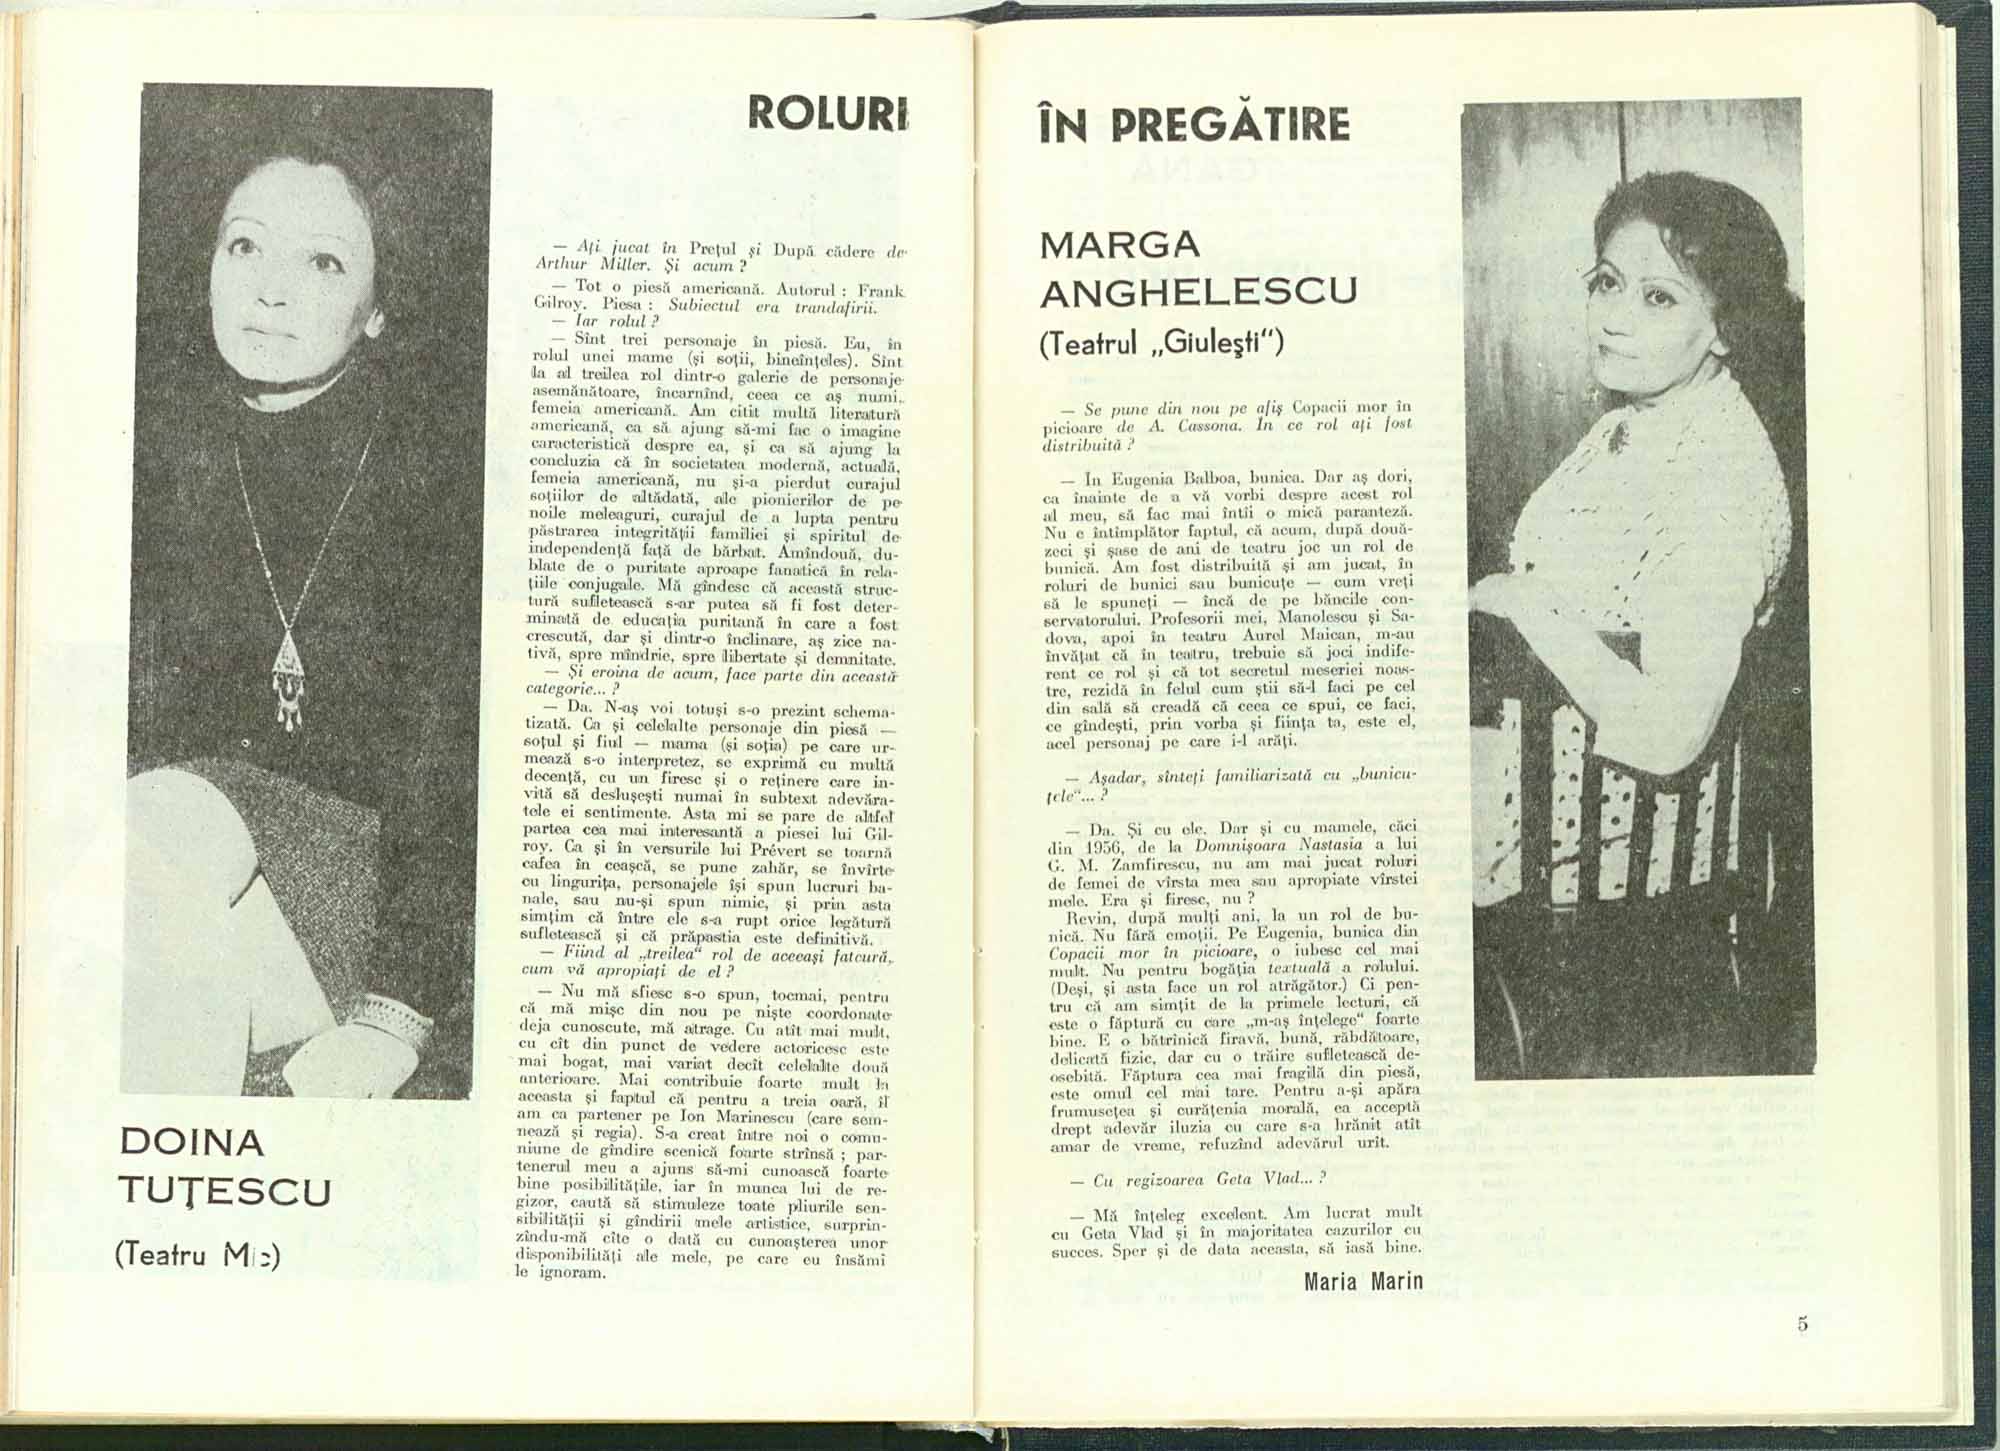 ROLURI
— Aţi jucat în Preţul şi După cădere de
Arthur Miller. Şi acum ?
— Tot o piesă americană. Autorul : Frank
Gilroy. Piesa : Subiectul era trandafirii.
— Iar rolul ?
— Sînt trei personaje în piesă. Eu, în
rolul unei mame (şi soţii, bineînţeles). Sînt
la al treilea rol dintr-o galerie de personaje
asemănătoare, încarnînd, ceea ce aş numi,
femeia americană. Am citit multă literatură
americană, ca să ajung să-mi fac o imagine
caracteristică despre ea, şi ca să ajung la
concluzia că în societatea modernă, actuală,
femeia americană, nu şi-a pierdut curajul
soţiilor de altădată, ale pionierilor de pe
noile meleaguri, curajul de a lupta pentru
păstrarea integrităţii familiei şi spiritul de
independenţă faţă de bărbat. Amîndouă, du-
blate de o puritate aproape fanatică în rela-
ţiile conjugale. Mă gîndesc că această struc-
tură sufletească s-ar putea să fi fost deter-
minată de educaţia puritană în care a fost
crescută, dar şi dintr-o înclinare, aş zice na-
tivă, spre mîndrie, spre libertate şi demnitate.
— Şi eroina de acum, face parte din această
categorie... ?
— Da. N-aş voi totuşi s-o prezint schema-
tizată. Ca şi celelalte personaje din piesă —
soţul şi fiul — mama (şi soţia) pe care ur-
mează s-o interpretez, se exprimă cu multă
decenţă, cu un firesc şi o reţinere care in-
vită să desluşeşti numai în subtext adevăra-
tele ei sentimente. Asta mi se pare de altfel
partea cea mai interesantă a piesei lui Gil-
roy. Ca şi în versurile lui Prévert se toarnă
cafea în ceaşcă, se pune zahăr, se învîrte
cu linguriţa, personajele îşi spun lucruri ba-
nale, sau nu-şi spun nimic, şi prin asta
simţim că între ele s-a rupt orice legătură
sufletească şi că prăpastia este definitivă.
— Fiind al „treilea“ rol de aceeaşi factură,
cum vă apropiaţi de el ?
— Nu mă sfiesc s-o spun, tocmai, pentru
că mă mişc din nou pe nişte coordonate
deja cunoscute, mă atrage. Cu atît mai mult,
cu cît din punct de vedere actoricesc este
mai bogat, mai variat decît celelalte două
anterioare. Mai contribuie foarte mult la
aceasta şi faptul că pentru a treia oară, îl
am ca partener pe Ion Marinescu (care sem-
nează şi regia). S-a creat între noi o comu-
niune de gîndire scenică foarte strînsă ; par-
tenerul meu a ajuns să-mi cunoască foarte
bine posibilităţile, iar în munca lui de re-
gizor, caută să stimuleze toate pliurile sen-
sibilităţii şi gîndirii mele artistice, surprin-
zîndu-mă cîte o dată cu cunoaşterea unor
disponibilităţi ale mele, pe care eu însămi
le ignoram.
DOINA
TUŢESCU
(Teatru Mic)
ÎN PREGĂTIRE
MARGA
ANGHELESCU
(Teatrul „Giuleşti“)
— Se pune din nou pe afiş Copacii mor în
picioare de A. Cassona. In ce rol aţi fost
distribuită ?
— In Eugenia Balboa, bunica. Dar aş dori,
ca înainte de a vă vorbi despre acest rol
al meu, să fac mai întîi o mică paranteză.
Nu e întîmplător faptul, că acum, după două-
zeci şi şase de ani de teatru joc un rol de
bunică. Am fost distribuită şi am jucat, în
roluri de bunici sau bunicuţe — cum vreţi
să le spuneţi — încă de pe băncile con-
servatorului. Profesorii mei, Manolescu şi Sa-
dova, apoi în teatru Aurel Maican, m-au
învăţat că în teatru, trebuie să joci indife-
rent ce rol şi că tot secretul meseriei noas-
tre, rezidă în felul cum ştii să-l faci pe cel
din sală să creadă că ceea ce spui, ce faci,
ce gîndeşti, prin vorba şi fiinţa ta, este el,
acel personaj pe care i-l arăţi.
— Aşadar, sînteţi familiarizată cu „bunicu-
ţele“... ?
— Da. Şi cu ele. Dar şi cu mamele, căci
din 1956, de la Domnişoara Nastasia a lui
G. M. Zamfirescu, nu am mai jucat roluri
de femei de vîrsta mea sau apropiate vîrstei
mele. Era şi firesc, nu ?
Revin, după mulţi ani, la un rol de bu-
nică. Nu fără emoţii. Pe Eugenia, bunica din
Copacii mor în picioare, o iubesc cel mai
mult. Nu pentru bogăţia textuală a rolului.
(Deşi, şi asta face un rol atrăgător.) Ci pen-
tru că am simţit de la primele lecturi, că
este o făptură cu care „m-aş înţelege“ foarte
bine. E o bătrînică firavă, bună, răbdătoare,
delicată fizic, dar cu o trăire sufletească de-
osebită. Făptura cea mai fragilă din piesă,
este omul cel mai tare. Pentru a-şi apăra
frumuseţea şi curăţenia morală, ea acceptă
drept adevăr iluzia cu care s-a hrănit atît
amar de vreme, refuzînd adevărul urît.
— Cu regizoarea Geta Vlad... ?
— Mă înţeleg excelent. Am lucrat mult
cu Geta Vlad şi în majoritatea cazurilor cu
succes. Sper şi de data aceasta, să iasă bine.
Maria Marin
5